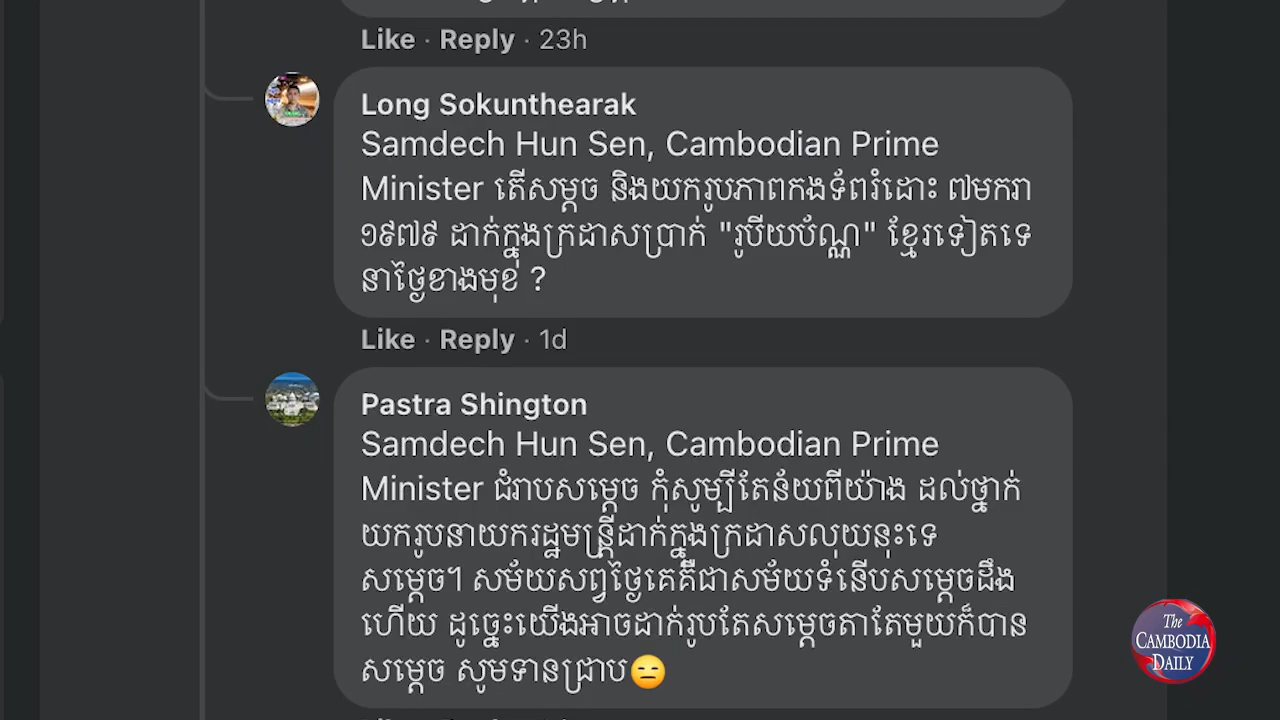 Like · Reply · 23h
Long Sokunthearak
Samdech Hun Sen, Cambodian Prime
Minister តើសម្តេច និងយករូបភាពកងទ័ពរំដោះ ៧មករា
១៩៧៩ ដាក់ក្នុងក្រដាសប្រាក់ "រូបីយប័ណ្ណ" ខ្មែរទៀតទេ
នាថ្ងៃខាងមុខ ?
Like · Reply · 1d
Pastra Shington
Samdech Hun Sen, Cambodian Prime
Minister ជំរាបសម្តេច កុំសូម្បីតែន័យពីយ៉ាង ដល់ថ្នាក់
យករូបនាយករដ្ឋមន្ត្រីដាក់ក្នុងក្រដាសលុយនុះទេ
សម្តេច។ សម័យសព្វថ្ងៃគេគឺជាសម័យទំនើបសម្តេចដឹង
ហើយ ដូច្នេះយើងអាចដាក់រូបតែសម្តេចតាតែមួយក៏បាន
សម្តេច សូមទានជ្រាប😑
The
CAMBODIA
DAILY